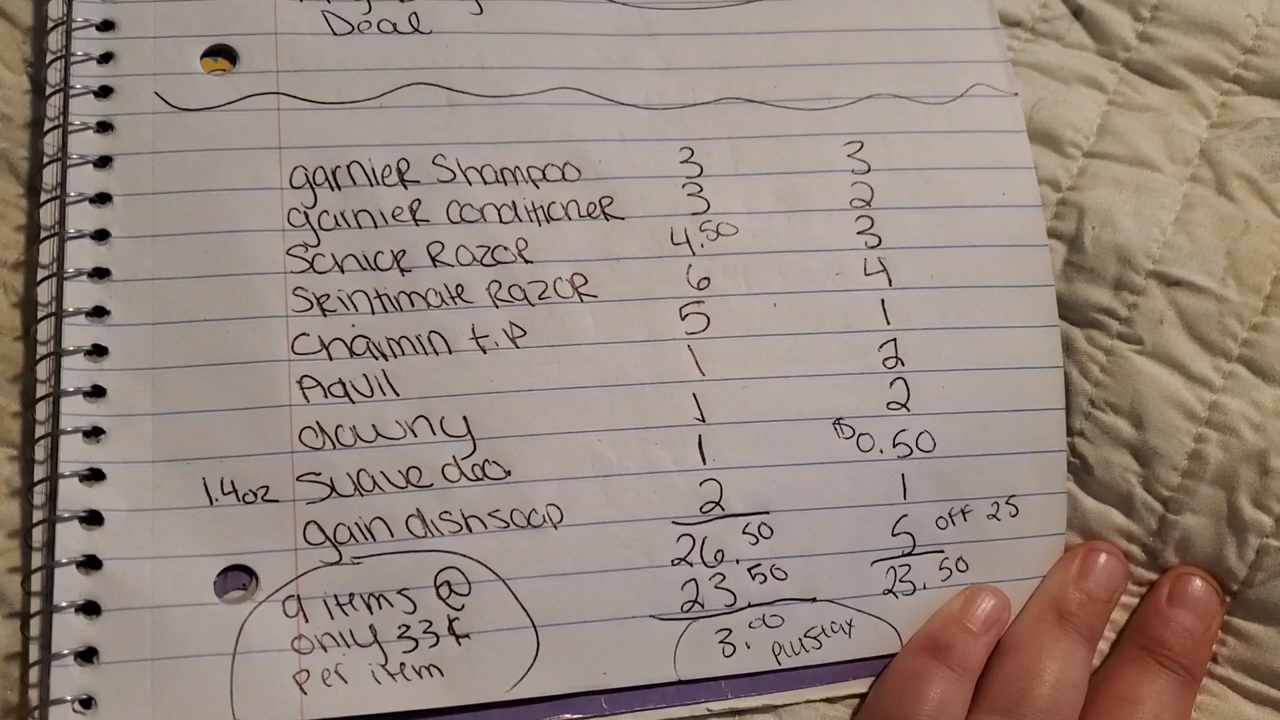 Deal
garnier Shampoo 3 3
garnier conditioner 3 2
Schick Razor 4.50 3
Skintimate Razor 6 4
Charmin t.p 5 1
Aquil 1 2
downy 1 2
1.4oz Suave deo. 1 $0.50
gain dishsoap 2 1
26.50 5 off 25
23.50 23.50
3.00 plus tax
9 items @
only 33¢
per item